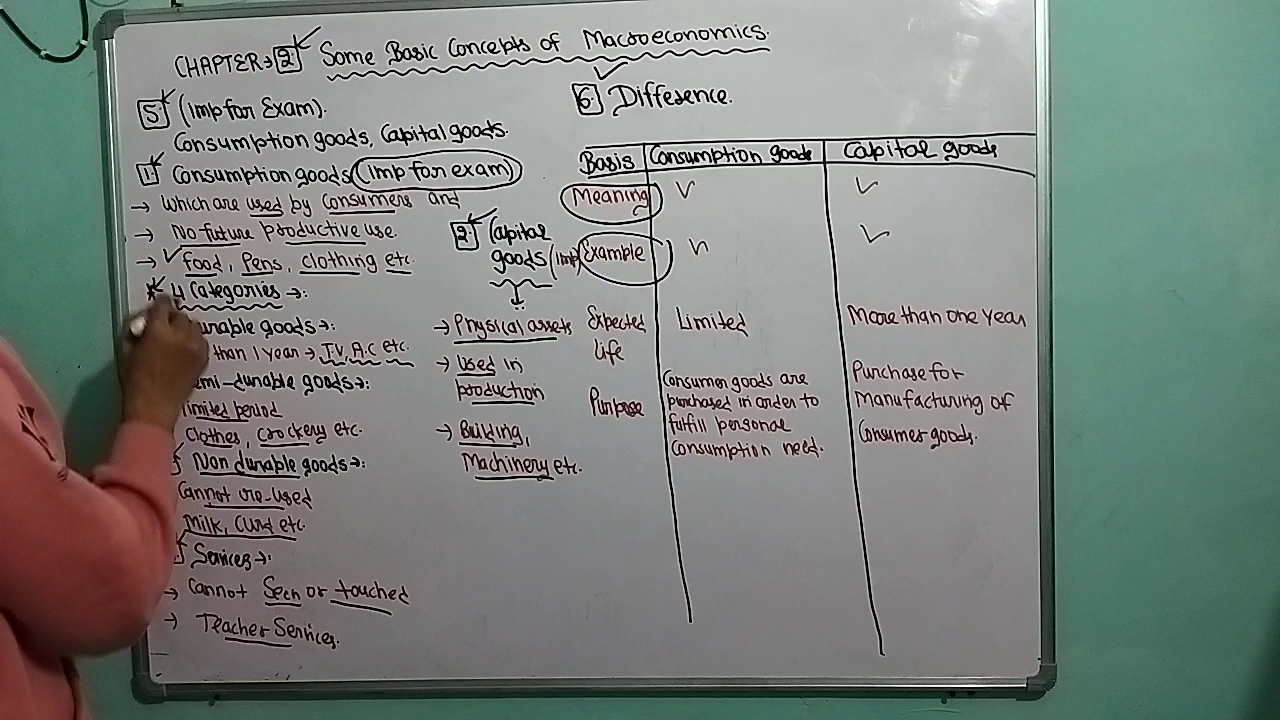 CHAPTER→ 2 Some Basic Concepts of Macroeconomics.
5 (Imp for Exam).
Consumption goods, Capital goods.
1 Consumption goods (Imp for exam)
→ Which are used by consumers and
→ No future productive use
→ food, Pens, clothing etc.
4 Categories →:
durable goods→:
than 1 year → TV, A.C etc.
mi-durable goods→:
limited period
Clothes, Crockery etc.
Non durable goods→:
Cannot re-used
Milk, Curd etc.
Services→:
→ Cannot Seen or touched
→ Teacher Services.
2 Capital
goods (Imp)
→ Physical assets
→ Used in
production
→ Building,
Machinery etc.
6 Difference.
Basis Consumption goods Capital goods
Meaning
Example
Expected
life
Limited
More than one year
Purpose
Consumer goods are
purchased in order to
fulfill personal
Consumption need.
Purchase for
Manufacturing of
Consumer goods.